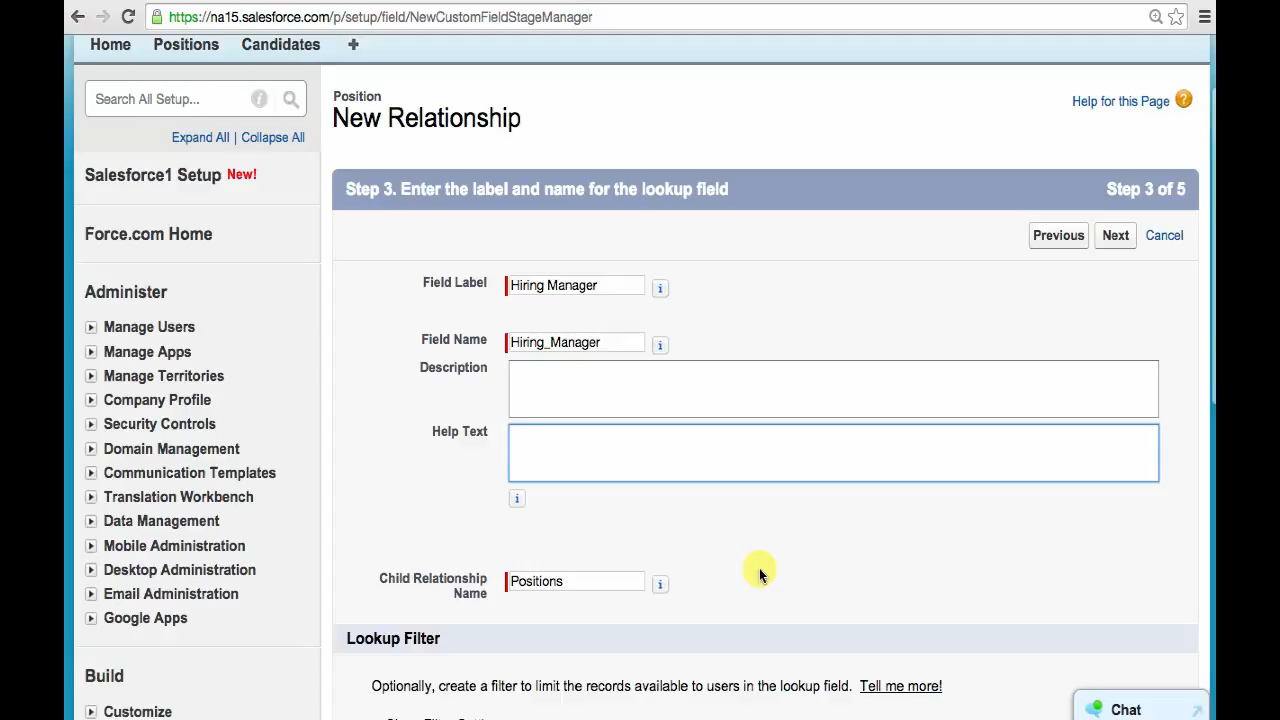 https://na15.salesforce.com/p/setup/field/NewCustomFieldStageManager
Home Positions Candidates +
Search All Setup...
Expand All | Collapse All
Salesforce1 Setup New!
Force.com Home
Administer
Manage Users
Manage Apps
Manage Territories
Company Profile
Security Controls
Domain Management
Communication Templates
Translation Workbench
Data Management
Mobile Administration
Desktop Administration
Email Administration
Google Apps
Build
Customize
Position
New Relationship
Help for this Page ?
Step 3. Enter the label and name for the lookup field Step 3 of 5
Previous Next Cancel
Field Label Hiring Manager i
Field Name Hiring_Manager i
Description
Help Text
i
Child Relationship Name Positions i
Lookup Filter
Optionally, create a filter to limit the records available to users in the lookup field. Tell me more!
Chat